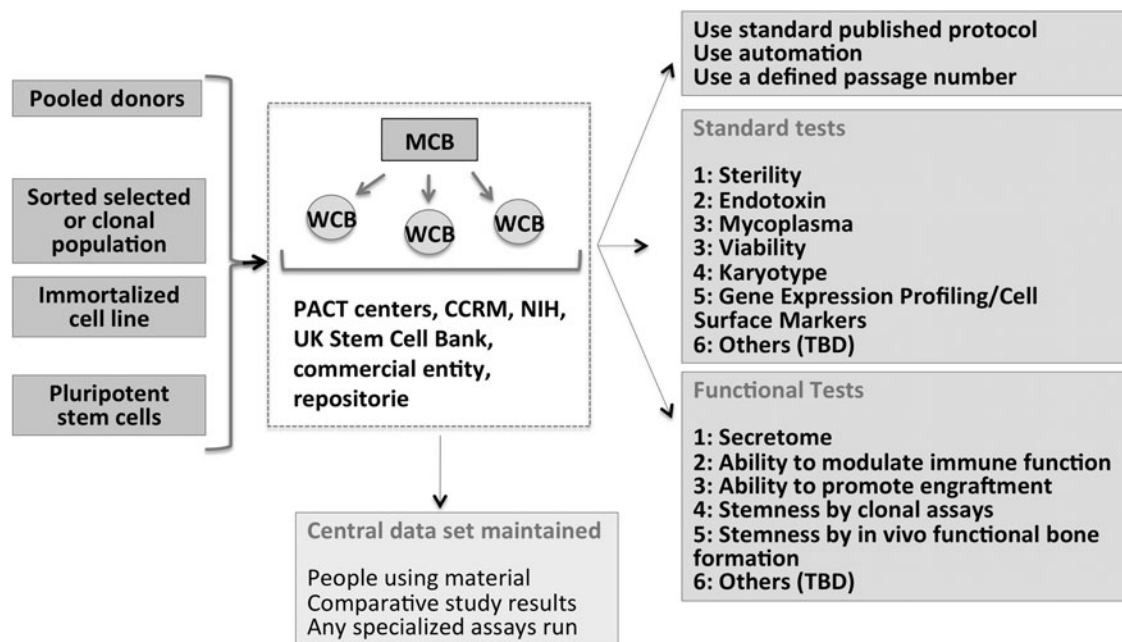 Pooled donors
Sorted selected
or clonal
population
Immortalized
cell line
Pluripotent
stem cells
MCB
WCB
WCB
WCB
PACT centers, CCRM, NIH,
UK Stem Cell Bank,
commercial entity,
repositorie
Central data set maintained
People using material
Comparative study results
Any specialized assays run
Use standard published protocol
Use automation
Use a defined passage number
Standard tests
1: Sterility
2: Endotoxin
3: Mycoplasma
3: Viability
4: Karyotype
5: Gene Expression Profiling/Cell
Surface Markers
6: Others (TBD)
Functional Tests
1: Secretome
2: Ability to modulate immune function
3: Ability to promote engraftment
4: Stemness by clonal assays
5: Stemness by in vivo functional bone
formation
6: Others (TBD)